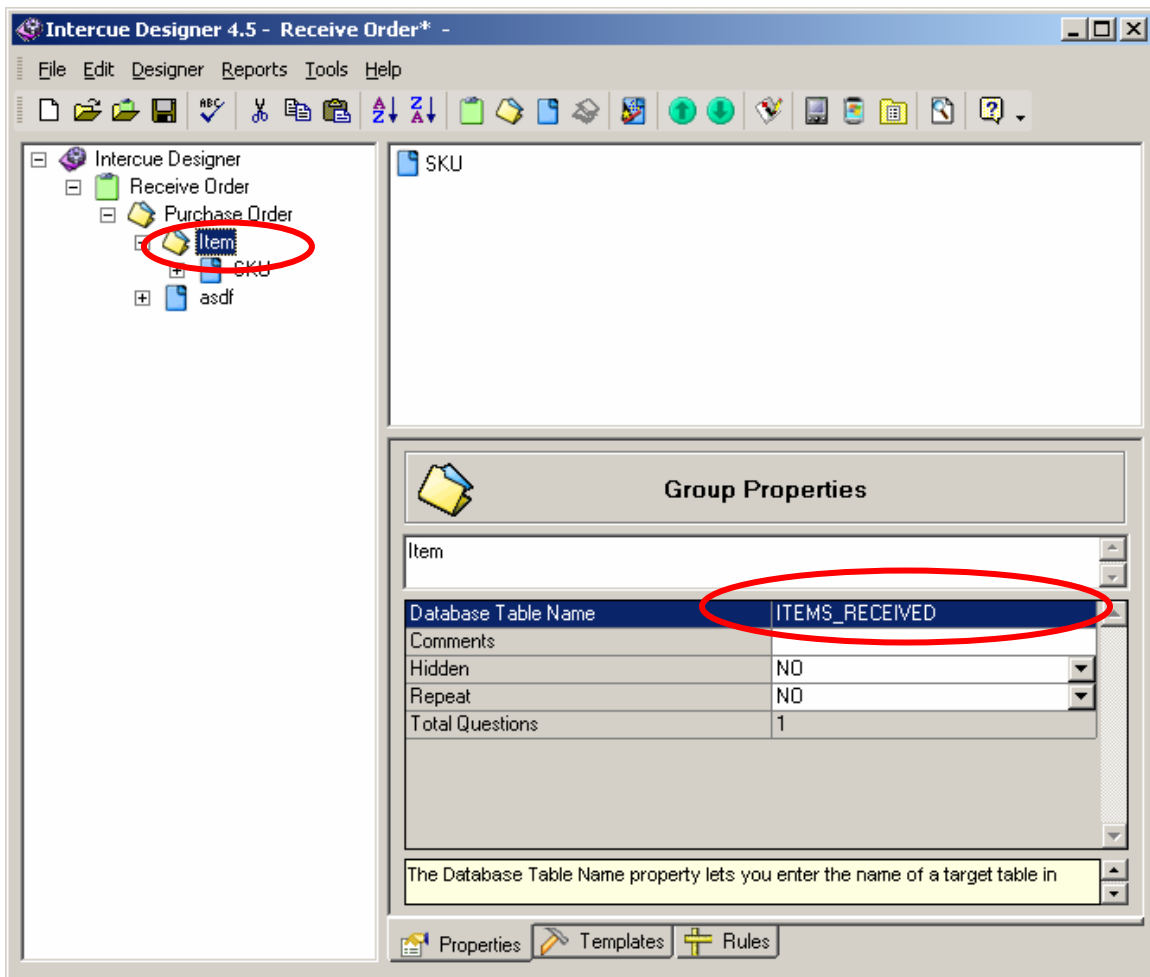 Intercue Designer 4.5 - Receive Order* -
File Edit Designer Reports Tools Help
ABC
A Z Z A
Intercue Designer
Receive Order
Purchase Order
Item
SKU
asdf
SKU
Group Properties
Item
Database Table Name ITEMS_RECEIVED
Comments
Hidden NO
Repeat NO
Total Questions 1
The Database Table Name property lets you enter the name of a target table in
Properties Templates Rules